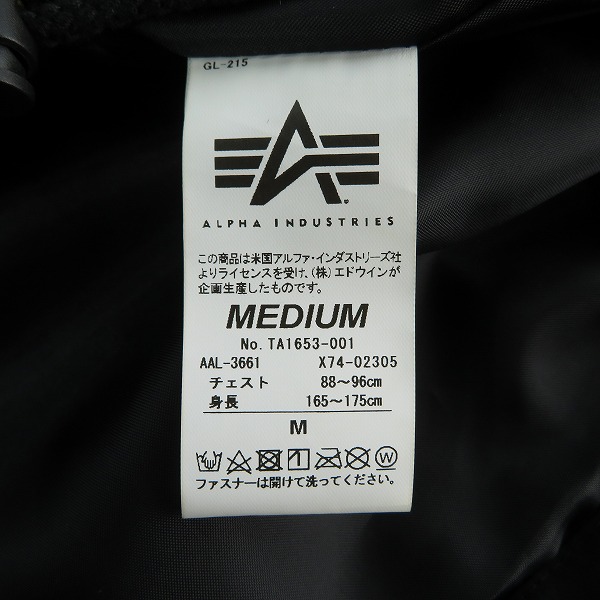 GL-215
ALPHA INDUSTRIES
この商品は米国アルファ・インダストリーズ社
よりライセンスを受け、(株)エドウインが
企画生産したものです。
MEDIUM
No. TA1653-001
AAL-3661 X74-02305
チェスト 88~96cm
身長 165~175cm
M
W
ファスナーは開けて洗ってください。